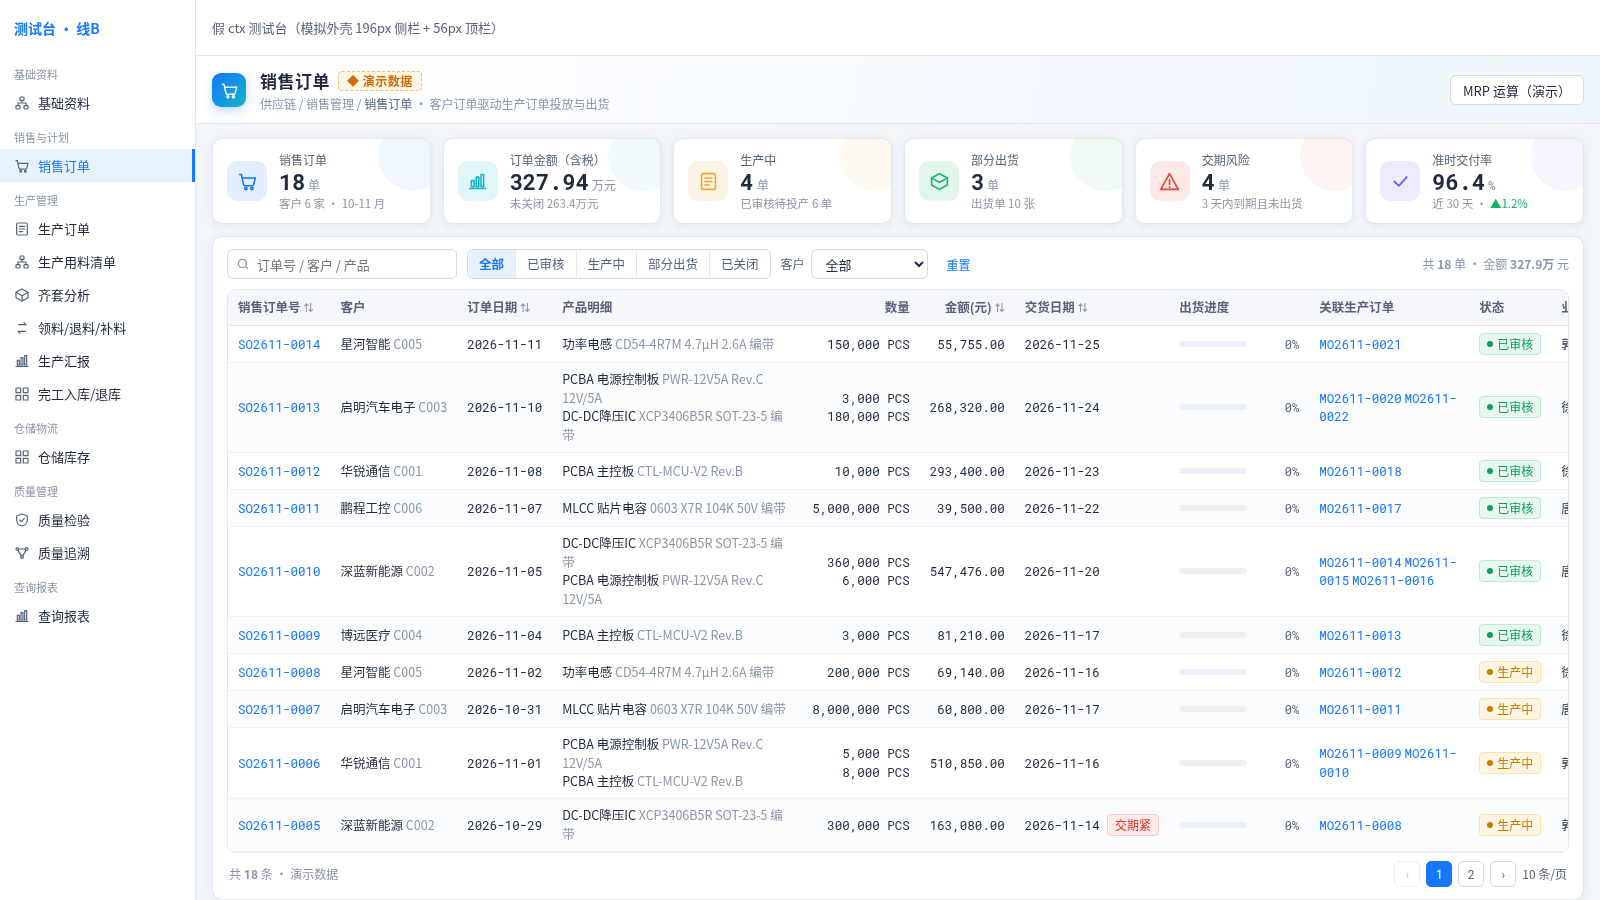 测试台 · 线B
假 ctx 测试台（模拟外壳 196px 侧栏 + 56px 顶栏）
基础资料
基础资料
销售与计划
销售订单
生产管理
生产订单
生产用料清单
齐套分析
领料/退料/补料
生产汇报
完工入库/退库
仓储物流
仓储库存
质量管理
质量检验
质量追溯
查询报表
查询报表
销售订单 ◆ 演示数据
供应链 / 销售管理 / 销售订单 · 客户订单驱动生产订单投放与出货
MRP 运算（演示）
销售订单
18 单
客户 6 家 · 10-11 月
订单金额（含税）
327.94 万元
未关闭 263.4万元
生产中
4 单
已审核待投产 6 单
部分出货
3 单
出货单 10 张
交期风险
4 单
3 天内到期且未出货
准时交付率
96.4 %
近 30 天 · ▲1.2%
订单号 / 客户 / 产品 全部 已审核 生产中 部分出货 已关闭 客户 全部 重置 共 18 单 · 金额 327.9万 元
销售订单号 ⇅ 客户 订单日期 ⇅ 产品明细 数量 金额(元) ⇅ 交货日期 ⇅ 出货进度 关联生产订单 状态
SO2611-0014 星河智能 C005 2026-11-11 功率电感 CD54-4R7M 4.7μH 2.6A 编带 150,000 PCS 55,755.00 2026-11-25 0% MO2611-0021 已审核
PCBA 电源控制板 PWR-12V5A Rev.C
12V/5A 3,000 PCS MO2611-0020 MO2611-
SO2611-0013 启明汽车电子 C003 2026-11-10 268,320.00 2026-11-24 0% 已审核
DC-DC降压IC XCP3406B5R SOT-23-5 编 180,000 PCS 0022
带
SO2611-0012 华锐通信 C001 2026-11-08 PCBA 主控板 CTL-MCU-V2 Rev.B 10,000 PCS 293,400.00 2026-11-23 0% MO2611-0018 已审核
SO2611-0011 鹏程工控 C006 2026-11-07 MLCC 贴片电容 0603 X7R 104K 50V 编带 5,000,000 PCS 39,500.00 2026-11-22 0% MO2611-0017 已审核
DC-DC降压IC XCP3406B5R SOT-23-5 编
带 360,000 PCS MO2611-0014 MO2611-
SO2611-0010 深蓝新能源 C002 2026-11-05 547,476.00 2026-11-20 0% 已审核
PCBA 电源控制板 PWR-12V5A Rev.C 6,000 PCS 0015 MO2611-0016
12V/5A
SO2611-0009 博远医疗 C004 2026-11-04 PCBA 主控板 CTL-MCU-V2 Rev.B 3,000 PCS 81,210.00 2026-11-17 0% MO2611-0013 已审核
SO2611-0008 星河智能 C005 2026-11-02 功率电感 CD54-4R7M 4.7μH 2.6A 编带 200,000 PCS 69,140.00 2026-11-16 0% MO2611-0012 生产中
SO2611-0007 启明汽车电子 C003 2026-10-31 MLCC 贴片电容 0603 X7R 104K 50V 编带 8,000,000 PCS 60,800.00 2026-11-17 0% MO2611-0011 生产中
PCBA 电源控制板 PWR-12V5A Rev.C 5,000 PCS MO2611-0009 MO2611-
SO2611-0006 华锐通信 C001 2026-11-01 12V/5A 510,850.00 2026-11-16 0% 生产中
PCBA 主控板 CTL-MCU-V2 Rev.B 8,000 PCS 0010
DC-DC降压IC XCP3406B5R SOT-23-5 编
SO2611-0005 深蓝新能源 C002 2026-10-29 300,000 PCS 163,080.00 2026-11-14 交期紧 0% MO2611-0008 生产中
带
共 18 条 · 演示数据 ‹ 1 2 › 10 条/页